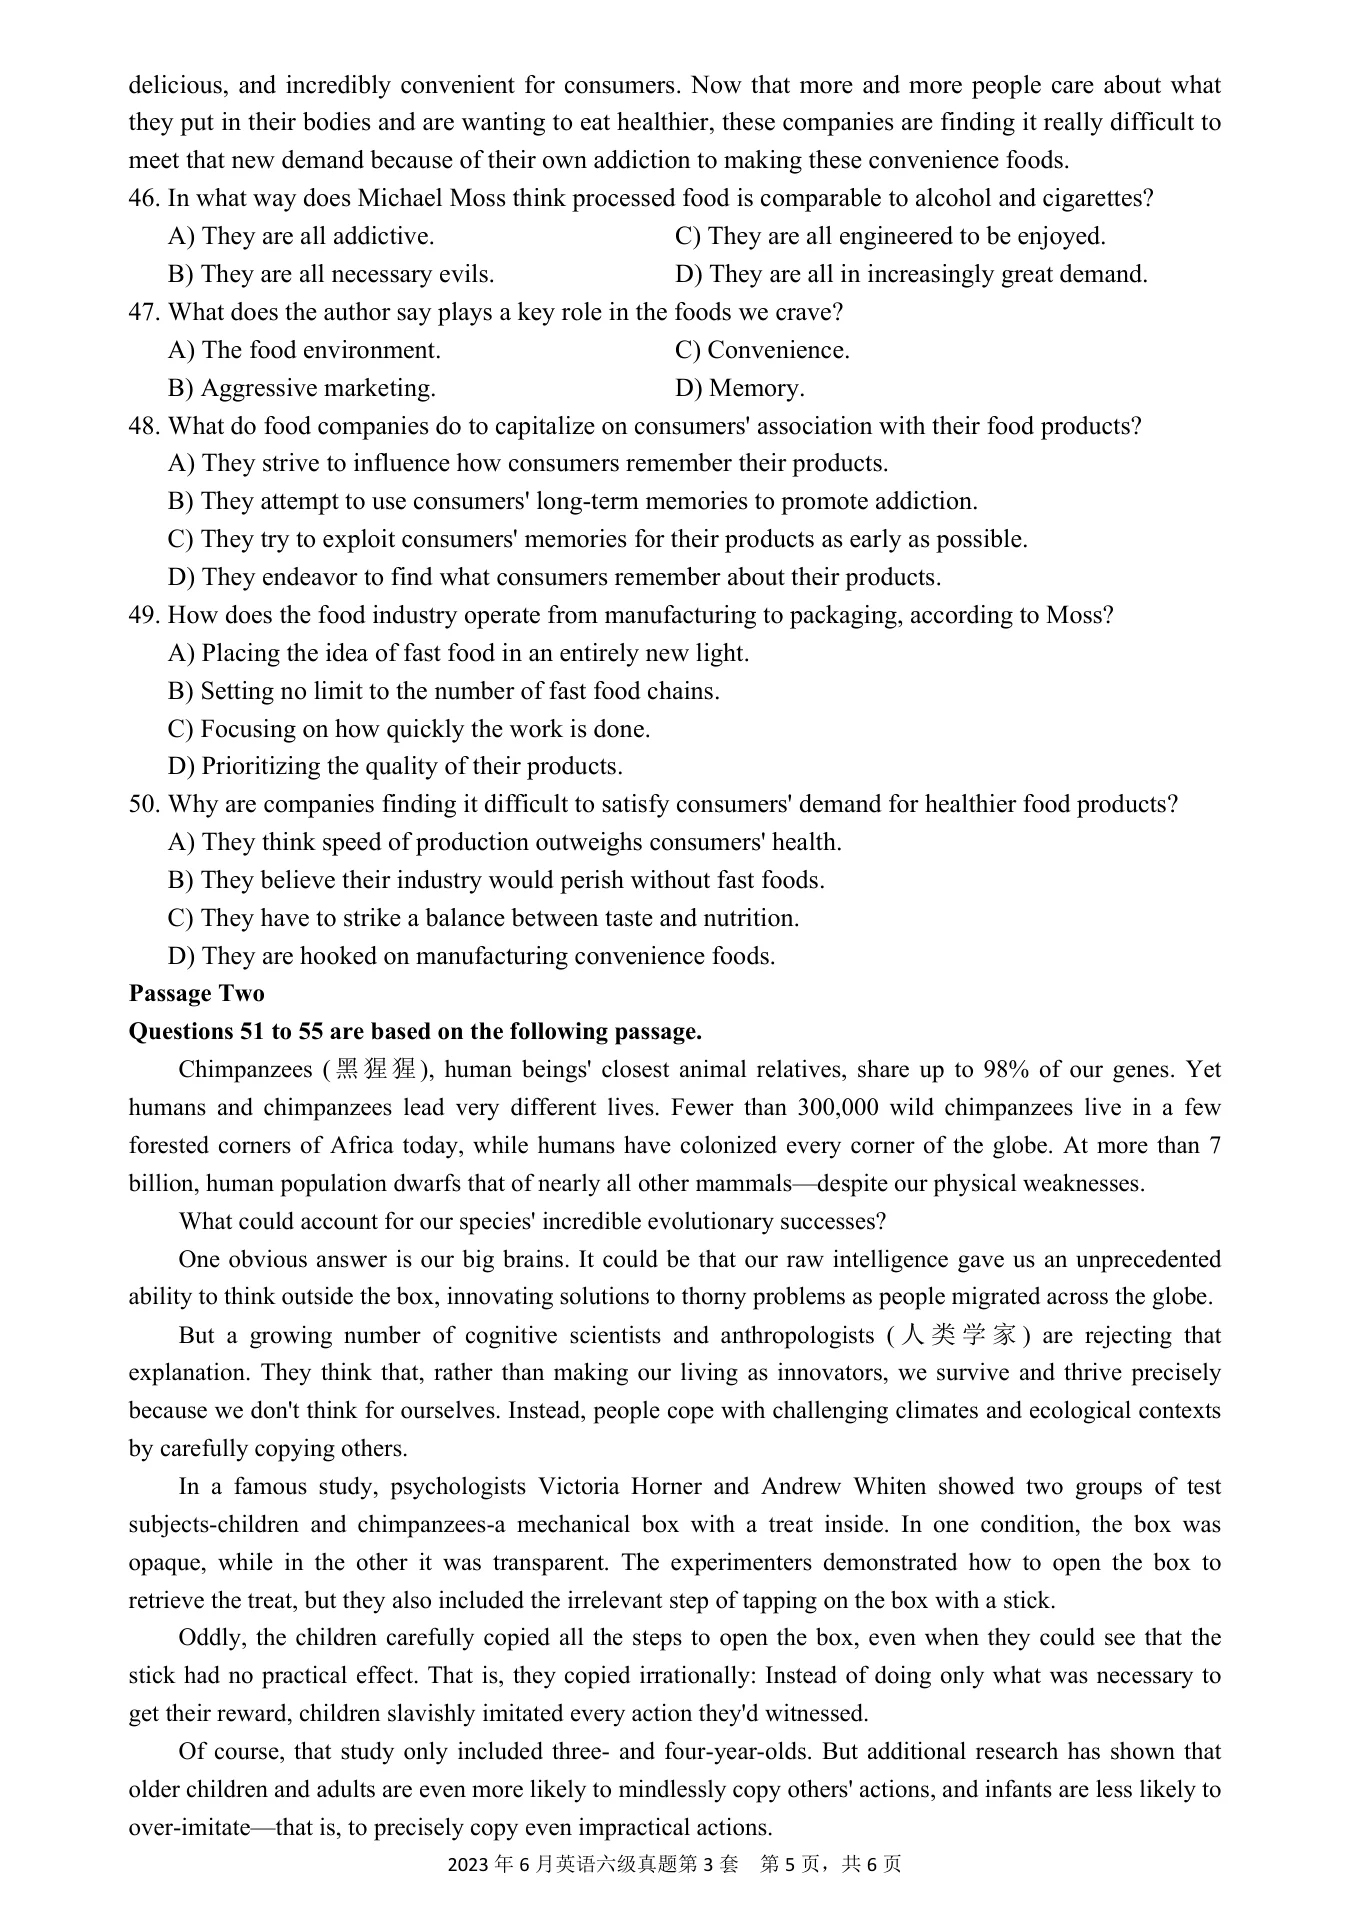 delicious, and incredibly convenient for consumers. Now that more and more people care about what
they put in their bodies and are wanting to eat healthier, these companies are finding it really difficult to
meet that new demand because of their own addiction to making these convenience foods.
46. In what way does Michael Moss think processed food is comparable to alcohol and cigarettes?
A) They are all addictive. C) They are all engineered to be enjoyed.
B) They are all necessary evils. D) They are all in increasingly great demand.
47. What does the author say plays a key role in the foods we crave?
A) The food environment. C) Convenience.
B) Aggressive marketing. D) Memory.
48. What do food companies do to capitalize on consumers' association with their food products?
A) They strive to influence how consumers remember their products.
B) They attempt to use consumers' long-term memories to promote addiction.
C) They try to exploit consumers' memories for their products as early as possible.
D) They endeavor to find what consumers remember about their products.
49. How does the food industry operate from manufacturing to packaging, according to Moss?
A) Placing the idea of fast food in an entirely new light.
B) Setting no limit to the number of fast food chains.
C) Focusing on how quickly the work is done.
D) Prioritizing the quality of their products.
50. Why are companies finding it difficult to satisfy consumers' demand for healthier food products?
A) They think speed of production outweighs consumers' health.
B) They believe their industry would perish without fast foods.
C) They have to strike a balance between taste and nutrition.
D) They are hooked on manufacturing convenience foods.
Passage Two
Questions 51 to 55 are based on the following passage.
Chimpanzees (黑猩猩), human beings' closest animal relatives, share up to 98% of our genes. Yet
humans and chimpanzees lead very different lives. Fewer than 300,000 wild chimpanzees live in a few
forested corners of Africa today, while humans have colonized every corner of the globe. At more than 7
billion, human population dwarfs that of nearly all other mammals—despite our physical weaknesses.
What could account for our species' incredible evolutionary successes?
One obvious answer is our big brains. It could be that our raw intelligence gave us an unprecedented
ability to think outside the box, innovating solutions to thorny problems as people migrated across the globe.
But a growing number of cognitive scientists and anthropologists (人类学家) are rejecting that
explanation. They think that, rather than making our living as innovators, we survive and thrive precisely
because we don't think for ourselves. Instead, people cope with challenging climates and ecological contexts
by carefully copying others.
In a famous study, psychologists Victoria Horner and Andrew Whiten showed two groups of test
subjects-children and chimpanzees-a mechanical box with a treat inside. In one condition, the box was
opaque, while in the other it was transparent. The experimenters demonstrated how to open the box to
retrieve the treat, but they also included the irrelevant step of tapping on the box with a stick.
Oddly, the children carefully copied all the steps to open the box, even when they could see that the
stick had no practical effect. That is, they copied irrationally: Instead of doing only what was necessary to
get their reward, children slavishly imitated every action they'd witnessed.
Of course, that study only included three- and four-year-olds. But additional research has shown that
older children and adults are even more likely to mindlessly copy others' actions, and infants are less likely to
over-imitate—that is, to precisely copy even impractical actions.
2023 年 6 月英语六级真题第 3 套 第 5 页，共 6 页